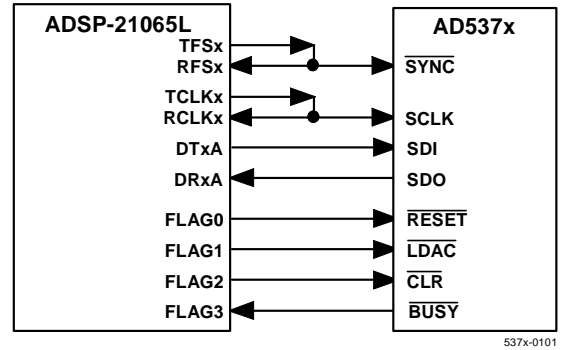 ADSP-21065L AD537x
TFSx
RFSx SYNC
TCLKx
RCLKx SCLK
DTxA SDI
DRxA SDO
FLAG0 RESET
FLAG1 LDAC
FLAG2 CLR
FLAG3 BUSY
537x-0101